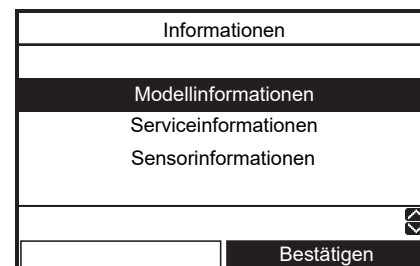 Informationen
Modellinformationen
Serviceinformationen
Sensorinformationen
Bestätigen